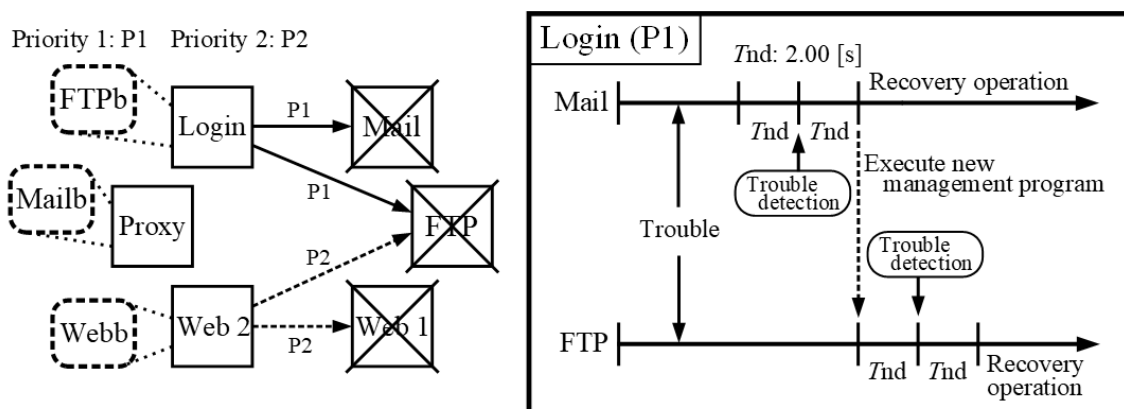 Priority 1: P1 Priority 2: P2
FTPb
Login
P1
Mail
P1
Mailb
Proxy
FTP
P2
Webb
Web 2
P2
Web 1
Login (P1)
Tnd: 2.00 [s]
Mail
Recovery operation
Tnd
Tnd
Trouble
detection
Execute new
management program
Trouble
Trouble
detection
FTP
Tnd
Tnd
Recovery
operation